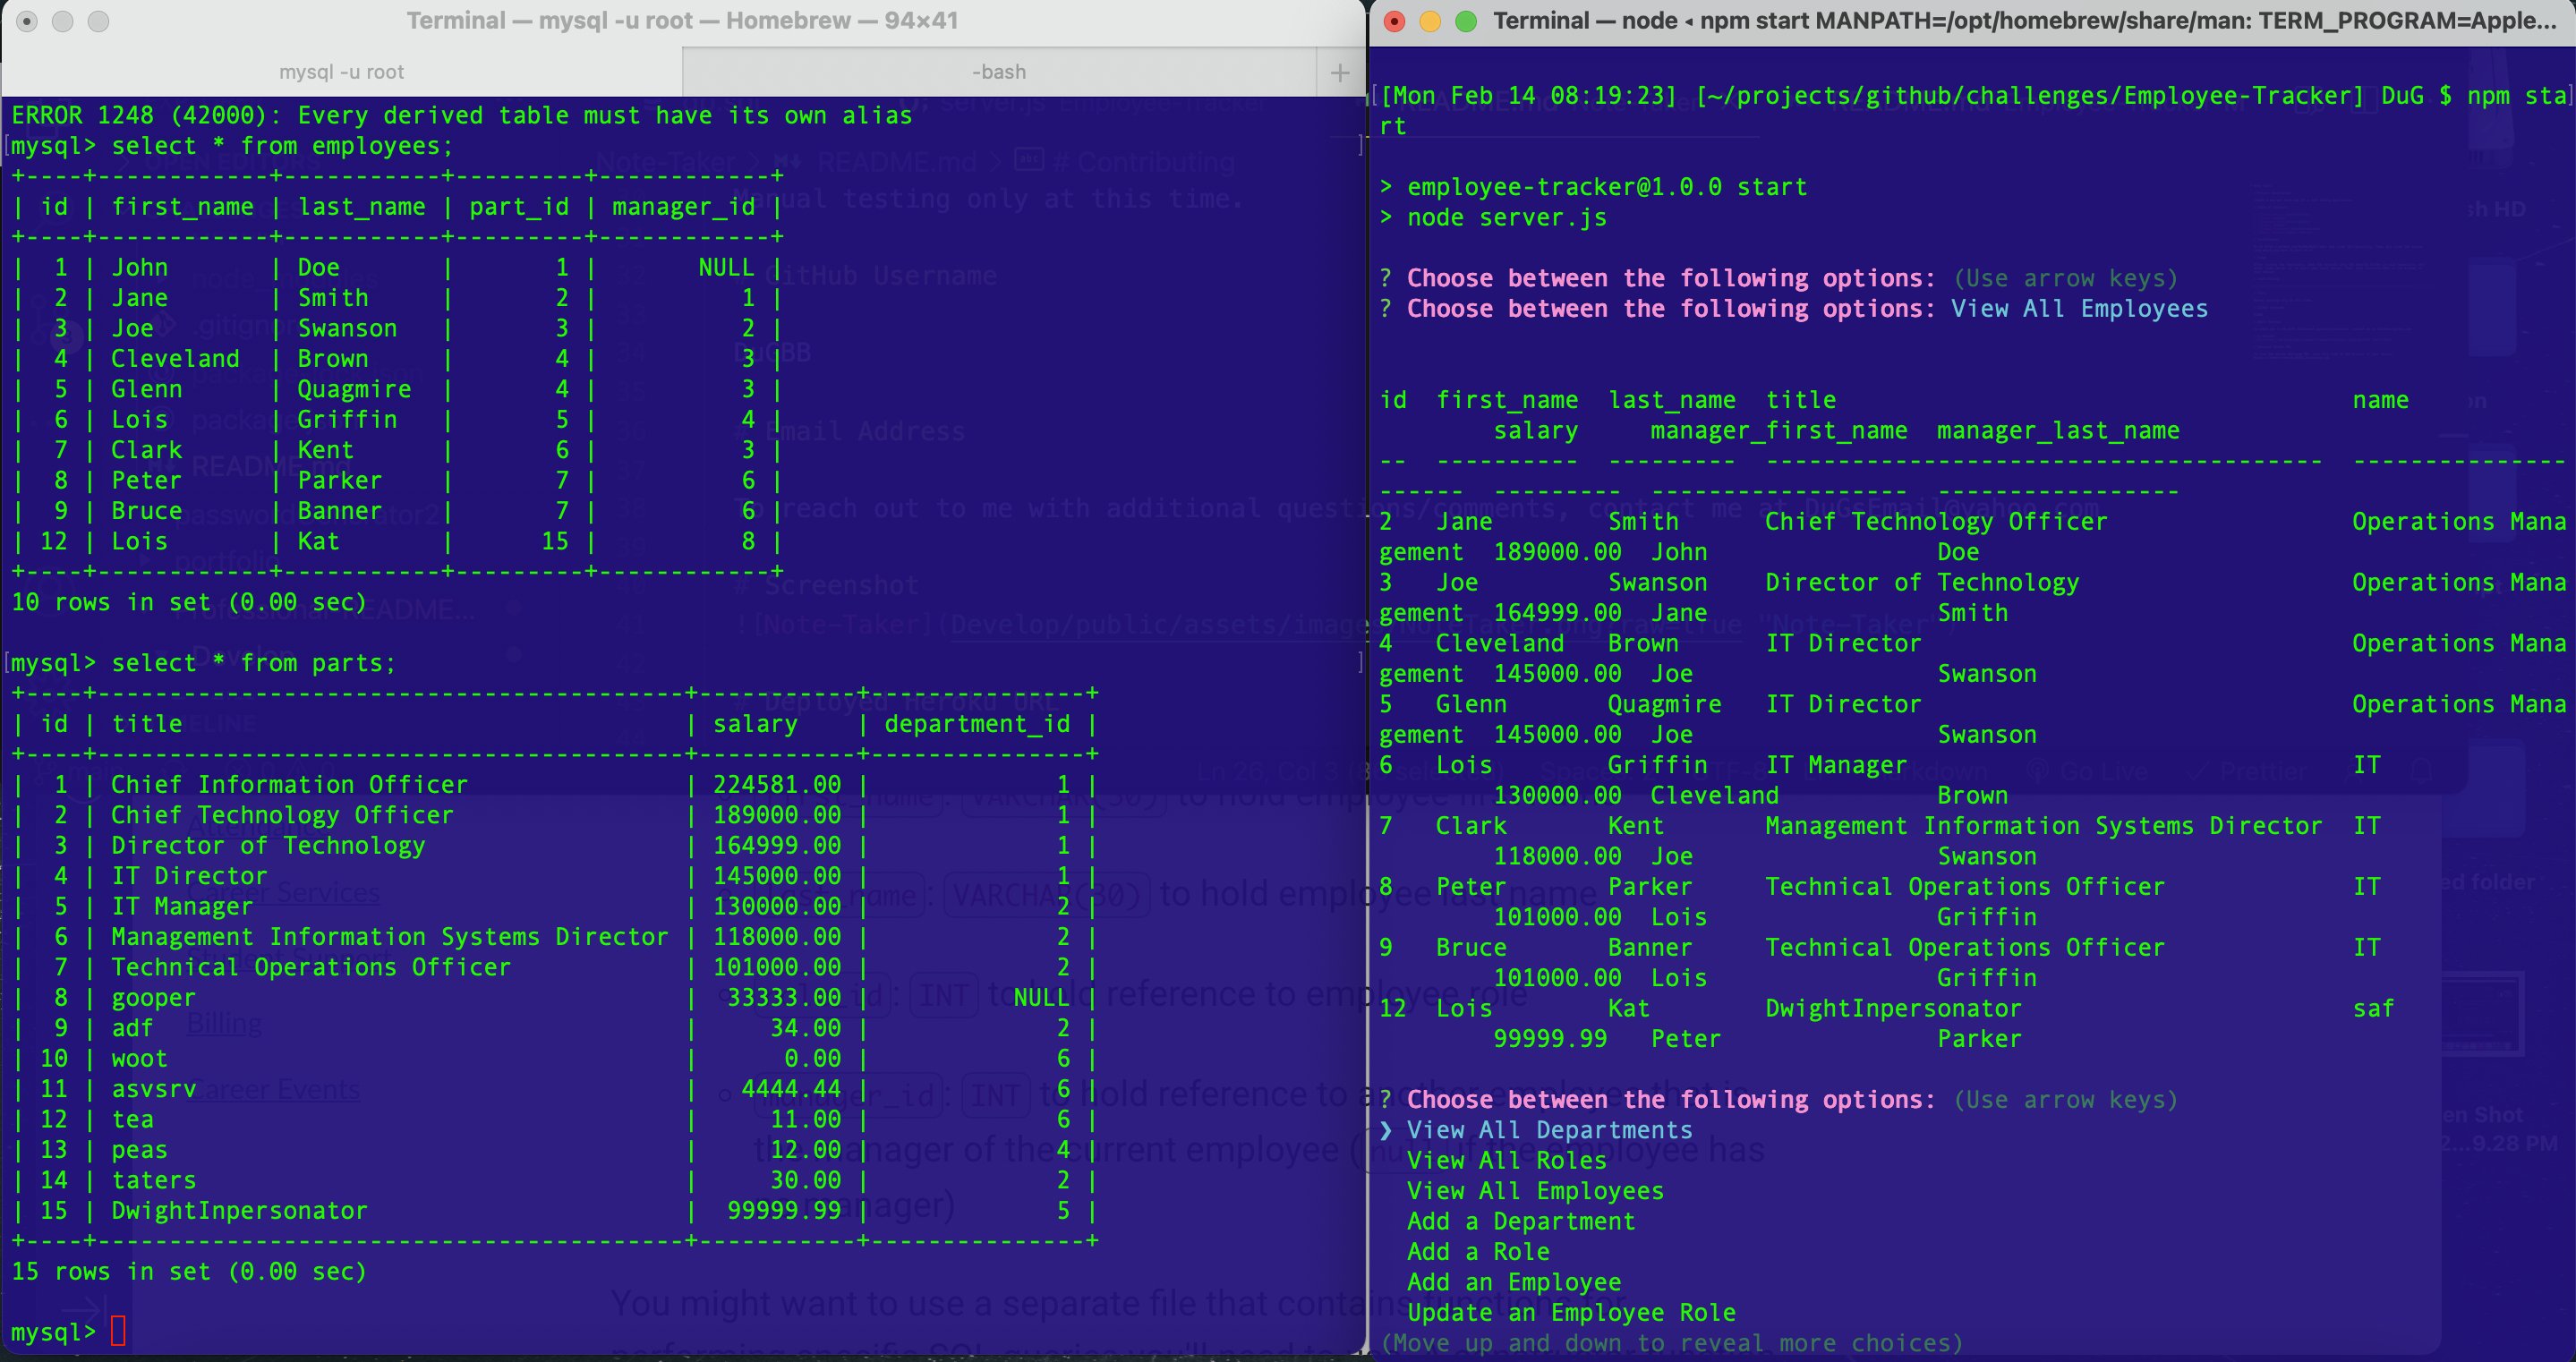 Terminal — mysql -u root — Homebrew — 94×41
mysql -u root
-bash
+
ERROR 1248 (42000): Every derived table must have its own alias
mysql> select * from employees;
+----+------------+-----------+---------+------------+
| id | first_name | last_name | part_id | manager_id |
+----+------------+-----------+---------+------------+
|  1 | John       | Doe       |       1 |       NULL |
|  2 | Jane       | Smith     |       2 |          1 |
|  3 | Joe        | Swanson   |       3 |          2 |
|  4 | Cleveland  | Brown     |       4 |          3 |
|  5 | Glenn      | Quagmire  |       4 |          3 |
|  6 | Lois       | Griffin   |       5 |          4 |
|  7 | Clark      | Kent      |       6 |          3 |
|  8 | Peter      | Parker    |       7 |          6 |
|  9 | Bruce      | Banner    |       7 |          6 |
| 12 | Lois       | Kat       |      15 |          8 |
+----+------------+-----------+---------+------------+
10 rows in set (0.00 sec)
mysql> select * from parts;
+----+-----------------------------------------+-----------+---------------+
| id | title                                   | salary    | department_id |
+----+-----------------------------------------+-----------+---------------+
|  1 | Chief Information Officer               | 224581.00 |             1 |
|  2 | Chief Technology Officer                | 189000.00 |             1 |
|  3 | Director of Technology                  | 164999.00 |             1 |
|  4 | IT Director                             | 145000.00 |             1 |
|  5 | IT Manager                              | 130000.00 |             2 |
|  6 | Management Information Systems Director | 118000.00 |             2 |
|  7 | Technical Operations Officer            | 101000.00 |             2 |
|  8 | gooper                                  |  33333.00 |          NULL |
|  9 | adf                                     |     34.00 |             2 |
| 10 | woot                                    |      0.00 |             6 |
| 11 | asvsrv                                  |   4444.44 |             6 |
| 12 | tea                                     |     11.00 |             6 |
| 13 | peas                                    |     12.00 |             4 |
| 14 | taters                                  |     30.00 |             2 |
| 15 | DwightInpersonator                      |  99999.99 |             5 |
+----+-----------------------------------------+-----------+---------------+
15 rows in set (0.00 sec)
mysql>
Terminal — node ◂ npm start MANPATH=/opt/homebrew/share/man: TERM_PROGRAM=Apple...
[Mon Feb 14 08:19:23] [~/projects/github/challenges/Employee-Tracker] DuG $ npm sta
rt
> employee-tracker@1.0.0 start
> node server.js
? Choose between the following options: (Use arrow keys)
? Choose between the following options: View All Employees
id  first_name  last_name  title                                    name
        salary     manager_first_name  manager_last_name
--  ----------  ---------  ---------------------------------------  ---------------
------  ---------  ------------------  -----------------
2   Jane        Smith      Chief Technology Officer                 Operations Mana
gement  189000.00  John                Doe
3   Joe         Swanson    Director of Technology                   Operations Mana
gement  164999.00  Jane                Smith
4   Cleveland   Brown      IT Director                              Operations Mana
gement  145000.00  Joe                 Swanson
5   Glenn       Quagmire   IT Director                              Operations Mana
gement  145000.00  Joe                 Swanson
6   Lois        Griffin    IT Manager                               IT
        130000.00  Cleveland           Brown
7   Clark       Kent       Management Information Systems Director  IT
        118000.00  Joe                 Swanson
8   Peter       Parker     Technical Operations Officer             IT
        101000.00  Lois                Griffin
9   Bruce       Banner     Technical Operations Officer             IT
        101000.00  Lois                Griffin
12  Lois        Kat        DwightInpersonator                       saf
        99999.99   Peter               Parker
? Choose between the following options: (Use arrow keys)
❯ View All Departments
View All Roles
View All Employees
Add a Department
Add a Role
Add an Employee
Update an Employee Role
(Move up and down to reveal more choices)